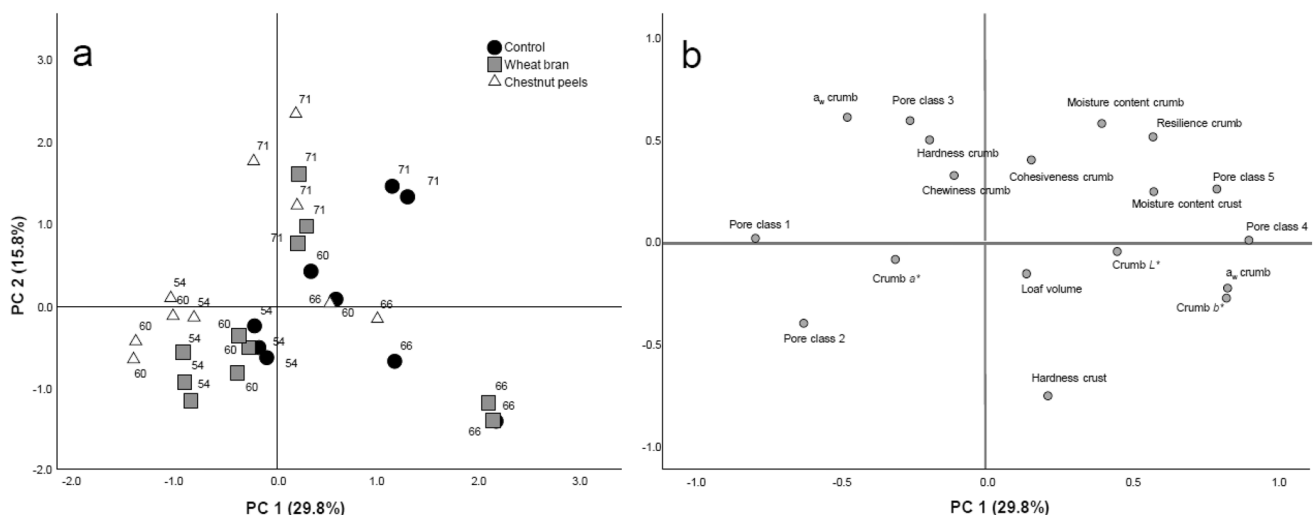 a
Control
Wheat bran
Chestnut peels
3.0
2.0
1.0
0.0
-1.0
-2.0
PC 2 (15.8%)
71
71
71
71
71
71
71
71
60
66
60
66
54
60
54
60
60
54
54
54
60
60
54
54
54
60
66
66
66
66
-2.0
-1.0
0.0
1.0
2.0
3.0
PC 1 (29.8%)
b
1.0
0.5
0.0
-0.5
-1.0
aw crumb
Pore class 3
Moisture content crumb
Resilience crumb
Hardness crumb
Cohesiveness crumb
Chewiness crumb
Pore class 5
Moisture content crust
Pore class 1
Pore class 4
Crumb a*
Crumb L*
aw crumb
Loaf volume
Crumb b*
Pore class 2
Hardness crust
-1.0
-0.5
0.0
0.5
1.0
PC 1 (29.8%)